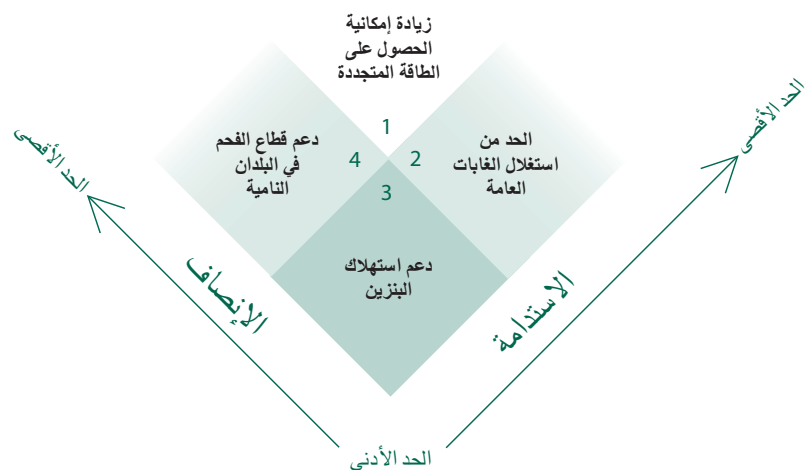 زيادة إمكانية
الحصول على
الطاقة المتجددة
1
الحد من
استغلال الغابات
العامة
2
دعم قطاع الفحم
في البلدان
النامية
4
3
دعم استهلاك
البنزين
الحد الأقصى
الحد الأقصى
الاستدامة
الإنصاف
الحد الأدنى